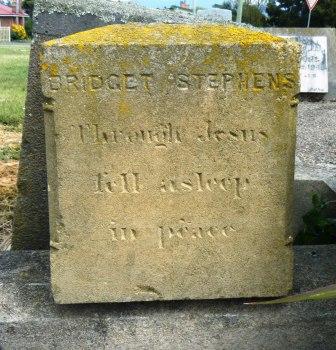 BRIDGET STEPHENS
Through Jesus
fell asleep
in peace